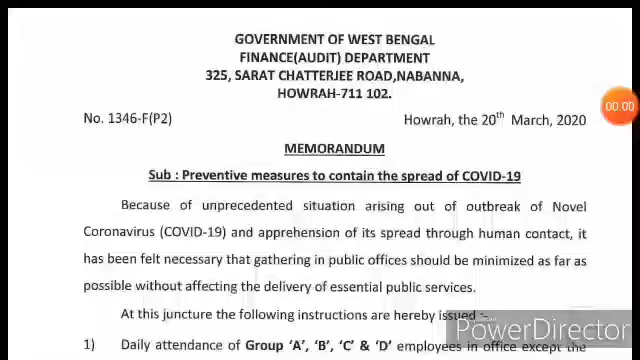 GOVERNMENT OF WEST BENGAL
FINANCE(AUDIT) DEPARTMENT
325, SARAT CHATTERJEE ROAD,NABANNA,
HOWRAH-711 102.
00:00
No. 1346-F(P2) Howrah, the 20th March, 2020
MEMORANDUM
Sub : Preventive measures to contain the spread of COVID-19
Because of unprecedented situation arising out of outbreak of Novel
Coronavirus (COVID-19) and apprehension of its spread through human contact, it
has been felt necessary that gathering in public offices should be minimized as far as
possible without affecting the delivery of essential public services.
At this juncture the following instructions are hereby issued :-
PowerDirector
1) Daily attendance of Group ‘A’, ‘B’, ‘C’ & ‘D’ employees in office except the